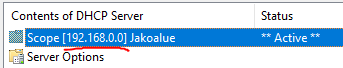 Contents of DHCP Server Status
Scope [192.168.0.0] Jakoalue ** Active **
Server Options